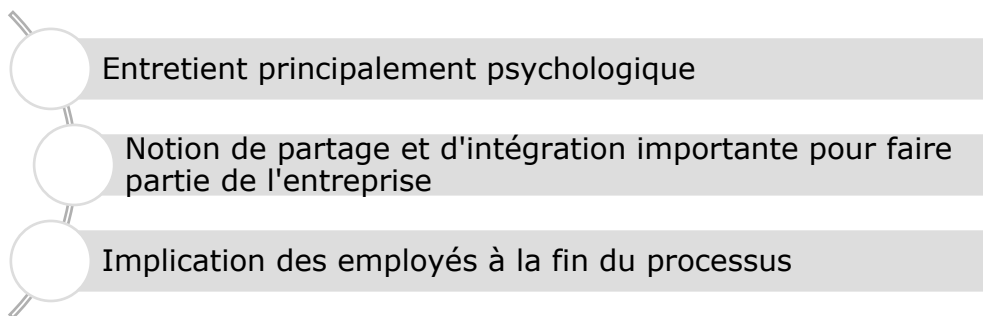 Entretient principalement psychologique
Notion de partage et d'intégration importante pour faire
partie de l'entreprise
Implication des employés à la fin du processus